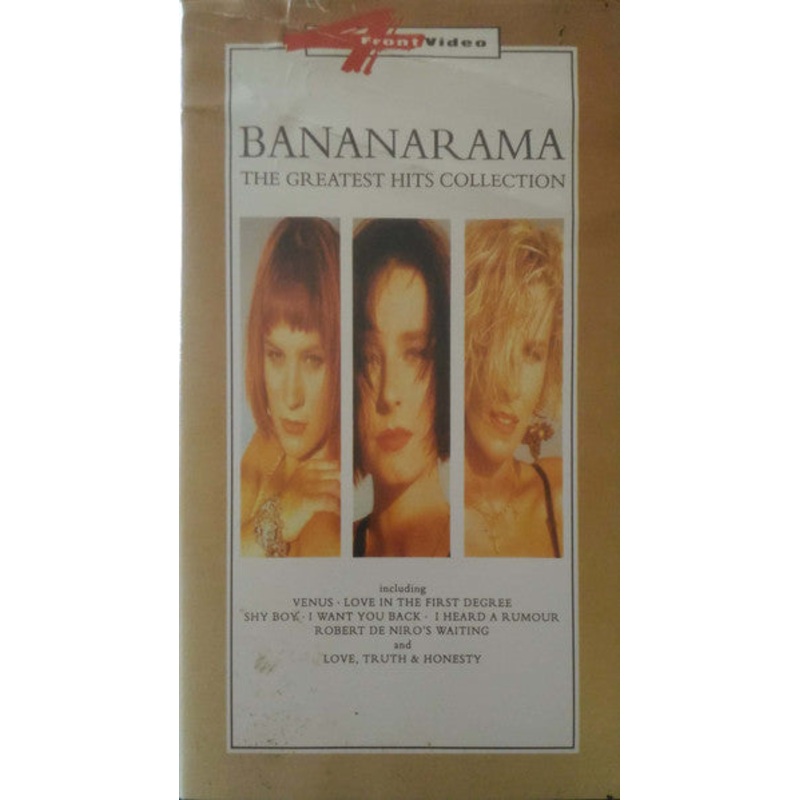 4 Front Video
BANANARAMA
THE GREATEST HITS COLLECTION
including
VENUS · LOVE IN THE FIRST DEGREE
SHY BOY · I WANT YOU BACK · I HEARD A RUMOUR
ROBERT DE NIRO'S WAITING
and
LOVE, TRUTH & HONESTY